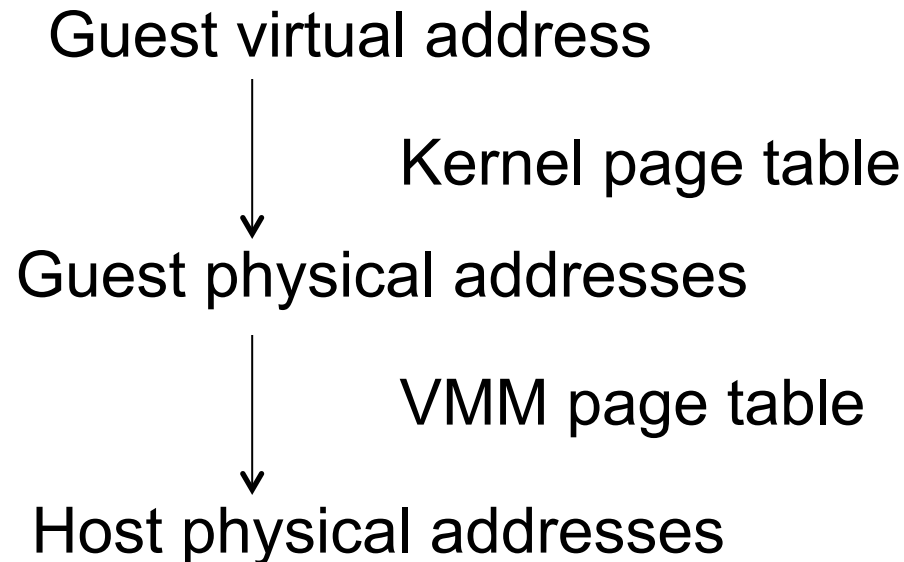 Guest virtual address
Kernel page table
Guest physical addresses
VMM page table
Host physical addresses